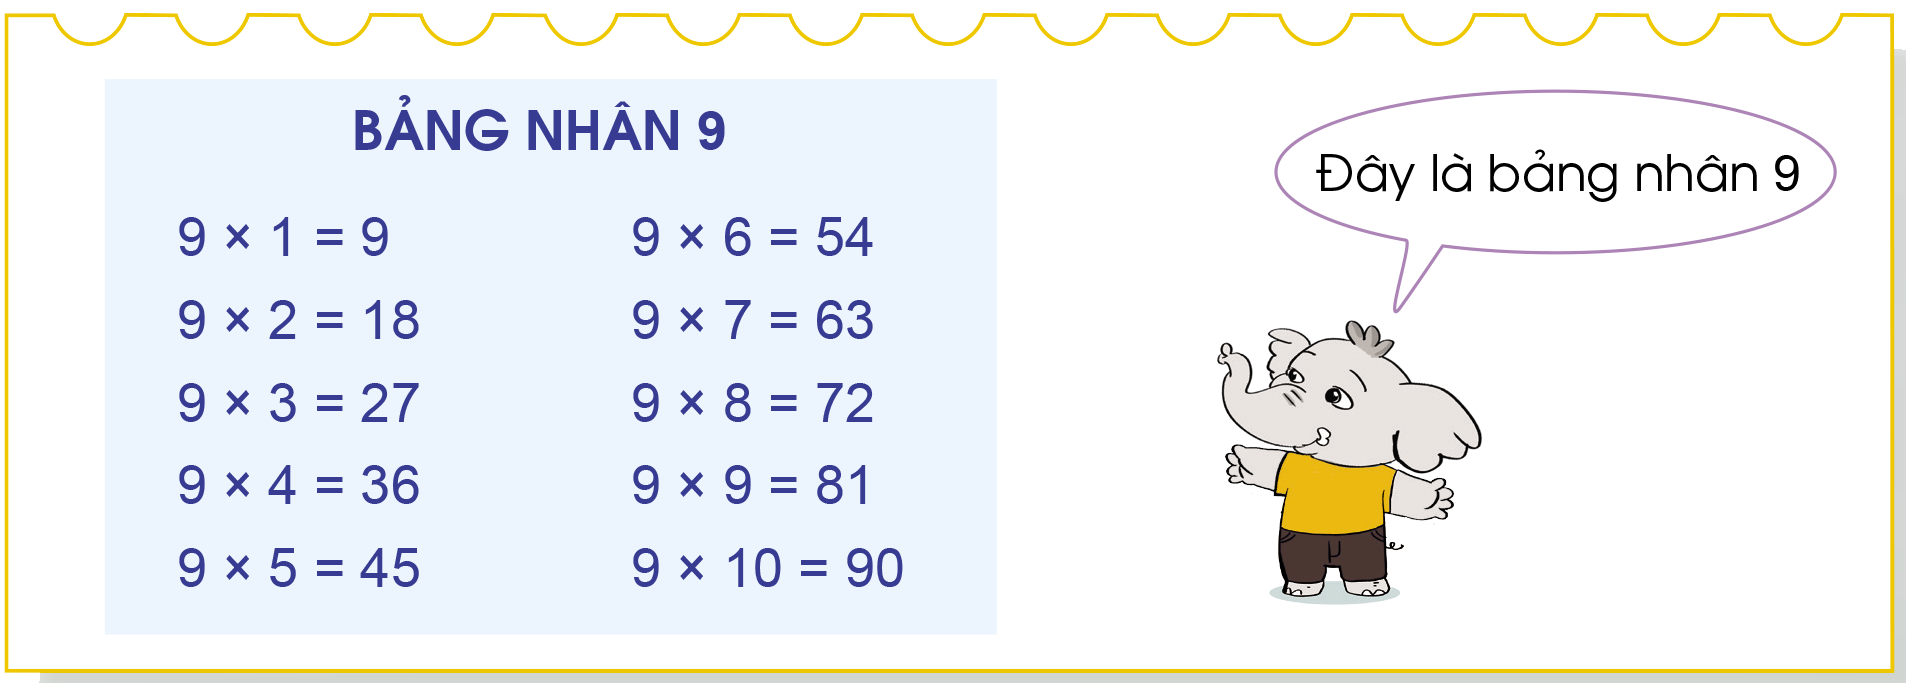 BẢNG NHÂN 9
9 × 1 = 9
9 × 2 = 18
9 × 3 = 27
9 × 4 = 36
9 × 5 = 45
9 × 6 = 54
9 × 7 = 63
9 × 8 = 72
9 × 9 = 81
9 × 10 = 90
Đây là bảng nhân 9